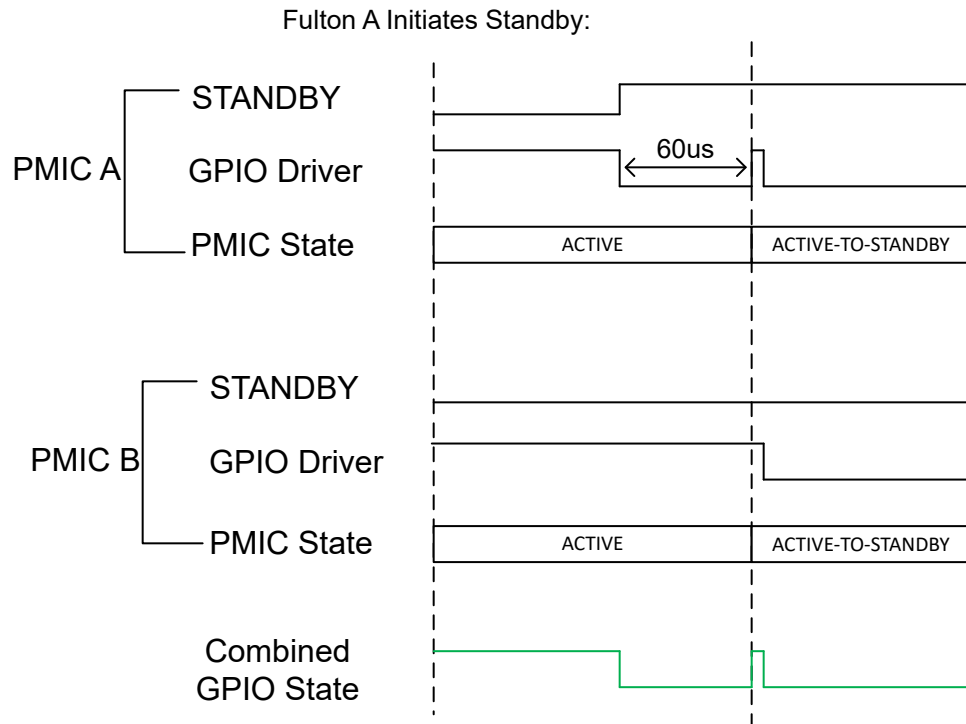 Fulton A Initiates Standby:
STANDBY
PMIC A
GPIO Driver
60us
PMIC State
ACTIVE
ACTIVE-TO-STANDBY
STANDBY
PMIC B
GPIO Driver
PMIC State
ACTIVE
ACTIVE-TO-STANDBY
Combined
GPIO State